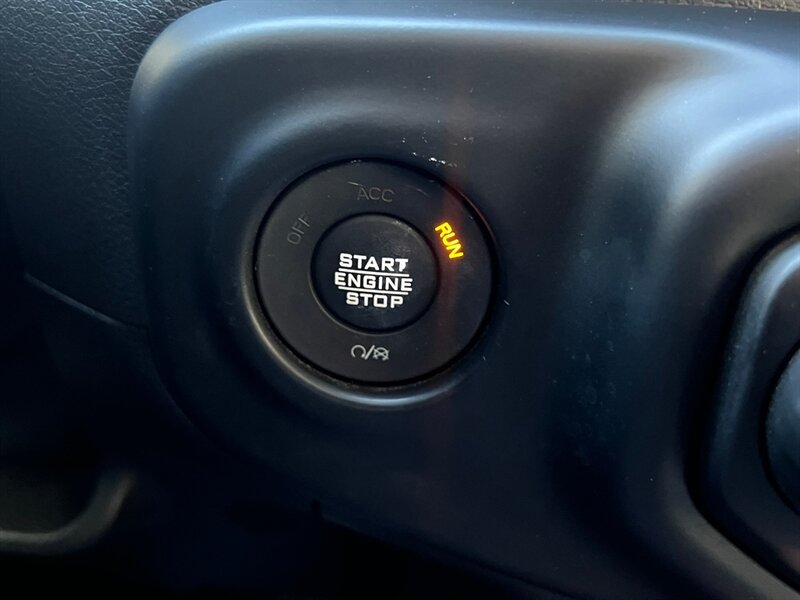 ACC
OFF
RUN
START
ENGINE
STOP